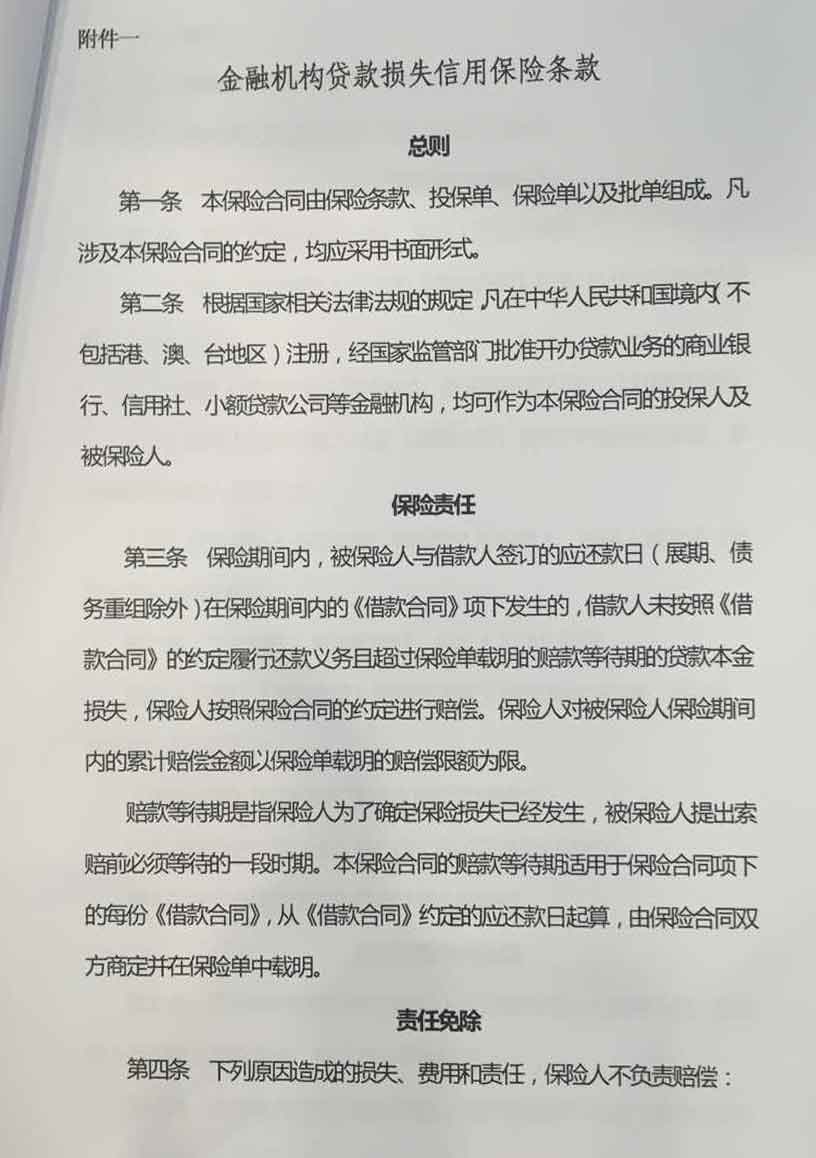 附件一
金融机构贷款损失信用保险条款
总则
第一条 本保险合同由保险条款、投保单、保险单以及批单组成。凡
涉及本保险合同的约定，均应采用书面形式。
第二条 根据国家相关法律法规的规定，凡在中华人民共和国境内（不
包括港、澳、台地区）注册，经国家监管部门批准开办贷款业务的商业银
行、信用社、小额贷款公司等金融机构，均可作为本保险合同的投保人及
被保险人。
保险责任
第三条 保险期间内，被保险人与借款人签订的应还款日（展期、债
务重组除外）在保险期间内的《借款合同》项下发生的，借款人未按照《借
款合同》的约定履行还款义务且超过保险单载明的赔款等待期的贷款本金
损失，保险人按照保险合同的约定进行赔偿。保险人对被保险人保险期间
内的累计赔偿金额以保险单载明的赔偿限额为限。
赔款等待期是指保险人为了确定保险损失已经发生，被保险人提出索
赔前必须等待的一段时期。本保险合同的赔款等待期适用于保险合同项下
的每份《借款合同》，从《借款合同》约定的应还款日起算，由保险合同双
方商定并在保险单中载明。
责任免除
第四条 下列原因造成的损失、费用和责任，保险人不负责赔偿：